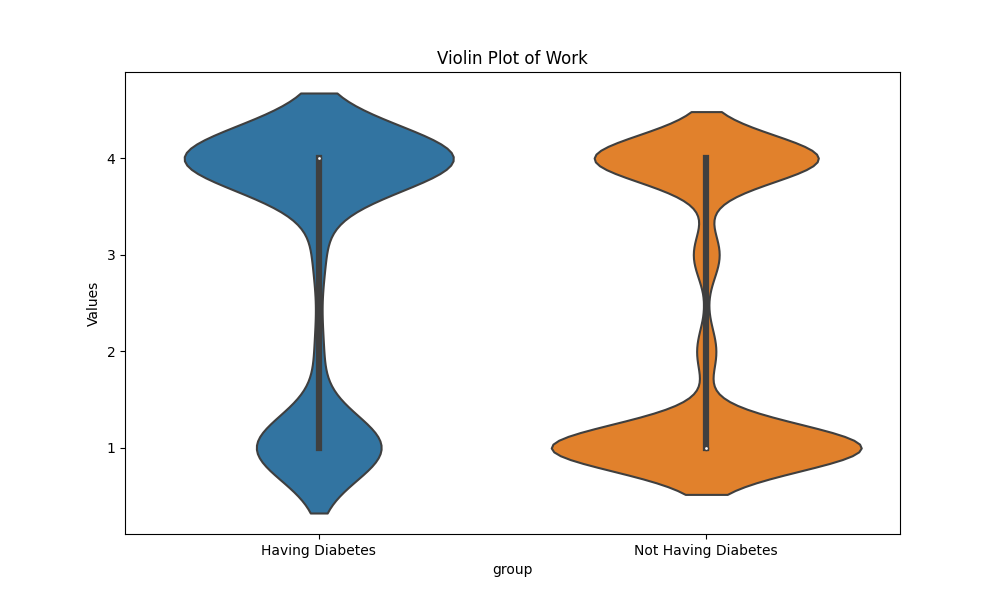 Violin Plot of Work
Values
4
3
2
1
Having Diabetes
Not Having Diabetes
group